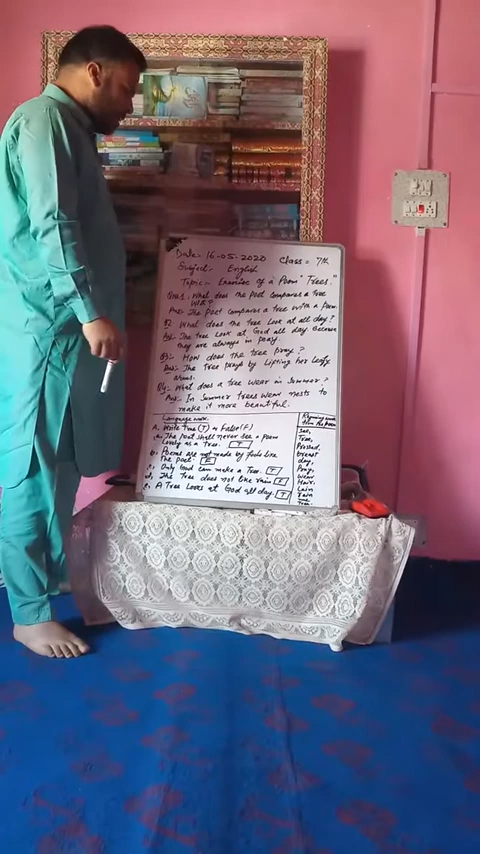 Date:- 16-05-2020 Class = 7th
Subject:- English
Topic:- Exercise of a Poem "Trees."
Ques:- What does the Poet compares a tree
with?
Ans:- The Poet compares a tree with a Poem.
Q2 What does the tree Look at all day?
Ans:- The tree Look at God all day because
they are always in pray.
Q3:- How does the tree pray?
Ans:- The tree prays by Lifting her Leafy
arms.
Q4:- What does a tree wear in Summer?
Ans:- In Summer trees wear nests to
make it more beautiful.
Language work
A. Write True (T) or False (F)
a. The poet shall never see a Poem
Lovely as a tree. T
b. Poems are not made by fools like
the poet. F
c. Only God can make a Tree. T
d. The Tree does not like rain F
e. A Tree Looks at God all day T
Rhyming words
from the Poem
See,
Tree,
Pressed,
breast
day,
Pray,
wear
Hair,
Lain
rain
me
Tree.